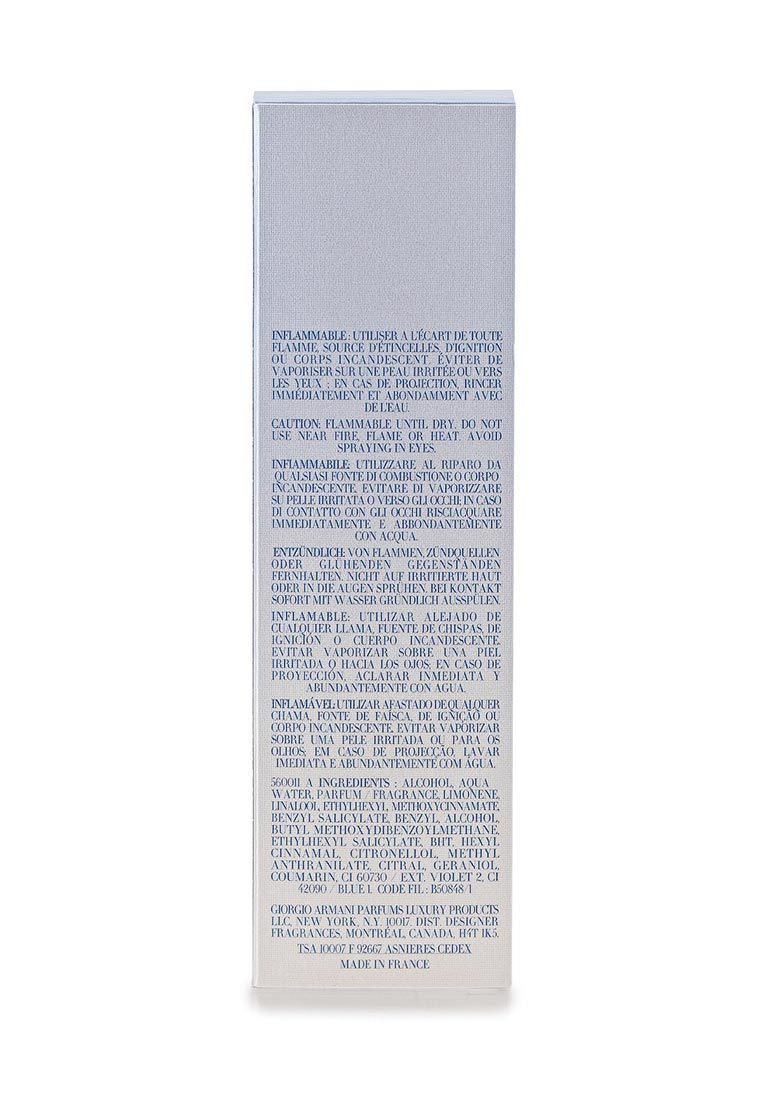 INFLAMMABLE : UTILISER A L'ÉCART DE TOUTE
FLAMME, SOURCE D'ÉTINCELLES, D'IGNITION
OU CORPS INCANDESCENT. ÉVITER DE
VAPORISER SUR UNE PEAU IRRITÉE OU VERS
LES YEUX ; EN CAS DE PROJECTION, RINCER
IMMÉDIATEMENT ET ABONDAMMENT AVEC
DE L'EAU.
CAUTION: FLAMMABLE UNTIL DRY. DO NOT
USE NEAR FIRE, FLAME OR HEAT. AVOID
SPRAYING IN EYES.
INFIAMMABILE: UTILIZZARE AL RIPARO DA
QUALSIASI FONTE DI COMBUSTIONE O CORPO
INCANDESCENTE. EVITARE DI VAPORIZZARE
SU PELLE IRRITATA O VERSO GLI OCCHI; IN CASO
DI CONTATTO CON GLI OCCHI RISCIACQUARE
IMMEDIATAMENTE E ABBONDANTEMENTE
CON ACQUA.
ENTZÜNDLICH: VON FLAMMEN, ZÜNDQUELLEN
ODER GLÜHENDEN GEGENSTÄNDEN
FERNHALTEN. NICHT AUF IRRITIERTE HAUT
ODER IN DIE AUGEN SPRÜHEN. BEI KONTAKT
SOFORT MIT WASSER GRÜNDLICH AUSSPÜLEN.
INFLAMABLE: UTILIZAR ALEJADO DE
CUALQUIER LLAMA, FUENTE DE CHISPAS, DE
IGNICIÓN O CUERPO INCANDESCENTE.
EVITAR VAPORIZAR SOBRE UNA PIEL
IRRITADA O HACIA LOS OJOS; EN CASO DE
PROYECCIÓN, ACLARAR INMEDIATA Y
ABUNDANTEMENTE CON AGUA.
INFLAMÁVEL: UTILIZAR AFASTADO DE QUALQUER
CHAMA, FONTE DE FAÍSCA, DE IGNIÇÃO OU
CORPO INCANDESCENTE. EVITAR VAPORIZAR
SOBRE UMA PELE IRRITADA OU PARA OS
OLHOS; EM CASO DE PROJECÇÃO, LAVAR
IMEDIATA E ABUNDANTEMENTE COM ÁGUA.
560011 A INGREDIENTS : ALCOHOL, AQUA
WATER, PARFUM / FRAGRANCE, LIMONENE,
LINALOOL, ETHYLHEXYL, METHOXYCINNAMATE,
BENZYL SALICYLATE, BENZYL, ALCOHOL,
BUTYL METHOXYDIBENZOYLMETHANE,
ETHYLHEXYL SALICYLATE, BHT, HEXYL
CINNAMAL, CITRONELLOL, METHYL
ANTHRANILATE, CITRAL, GERANIOL,
COUMARIN, CI 60730 / EXT. VIOLET 2, CI
42090 / BLUE 1. CODE FIL : B50848/1
GIORGIO ARMANI PARFUMS LUXURY PRODUCTS
LLC, NEW YORK, N.Y. 10017. DIST. DESIGNER
FRAGRANCES, MONTRÉAL, CANADA, H4T 1K5.
TSA 10007 F 92667 ASNIERES CEDEX
MADE IN FRANCE